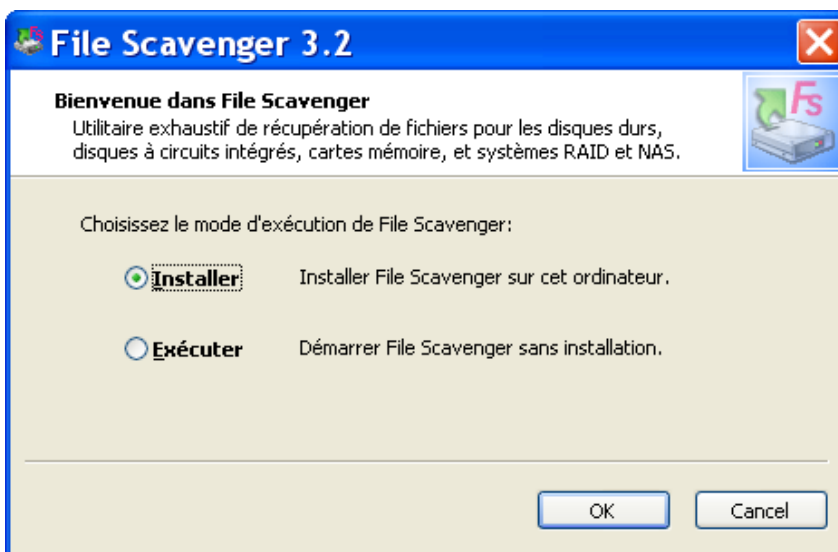 File Scavenger 3.2
Bienvenue dans File Scavenger
Utilitaire exhaustif de récupération de fichiers pour les disques durs,
disques à circuits intégrés, cartes mémoire, et systèmes RAID et NAS.
FS
Choisissez le mode d'exécution de File Scavenger:
Installer Installer File Scavenger sur cet ordinateur.
Exécuter Démarrer File Scavenger sans installation.
OK Cancel